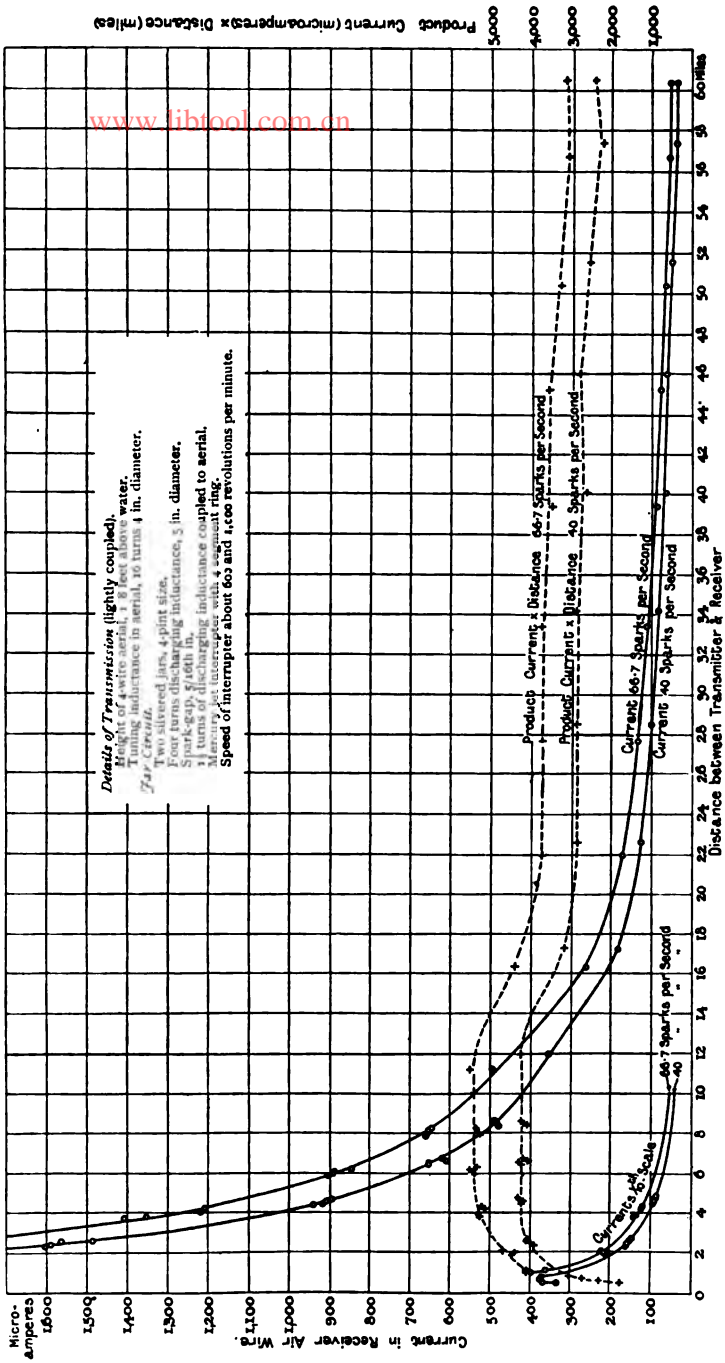 Micro-
Amperes
1,600
1,500
1,400
1,300
1,200
1,100
1,000
900
800
700
600
500
400
300
200
100
Current in Receiver Air Wire.
www.libtool.com.cn
Details of Transmission (lightly coupled).
Height of 4-wire aerial, feet above water.
Tuning inductance in aerial, 16 turns 4 in. diameter.
Jar Circuit.
Two silvered jars, 4-pint size.
Four turns discharging inductance, 5 in. diameter.
Spark-gap, 5/16th in.
turns of discharging inductance coupled to aerial.
Mercury jet interrupter with 4 segment ring.
Speed of interrupter about 600 and 1,000 revolutions per minute.
Product Current x Distance 66·7 Sparks per Second
Product Current x Distance 40 Sparks per Second
Current 66·7 Sparks per Second
Current 40 Sparks per Second
Currents 1/10th Scale
66·7 Sparks per Second
40 " " "
0 2 4 6 8 10 12 14 16 18 20 22 24 26 28 30 32 34 36 38 40 42 44 46 48 50 52 56 58 60 Miles
Distance between Transmitter & Receiver
Product Current (microamperes) x Distance (miles)
5,000
4,000
3,000
2,000
1,000